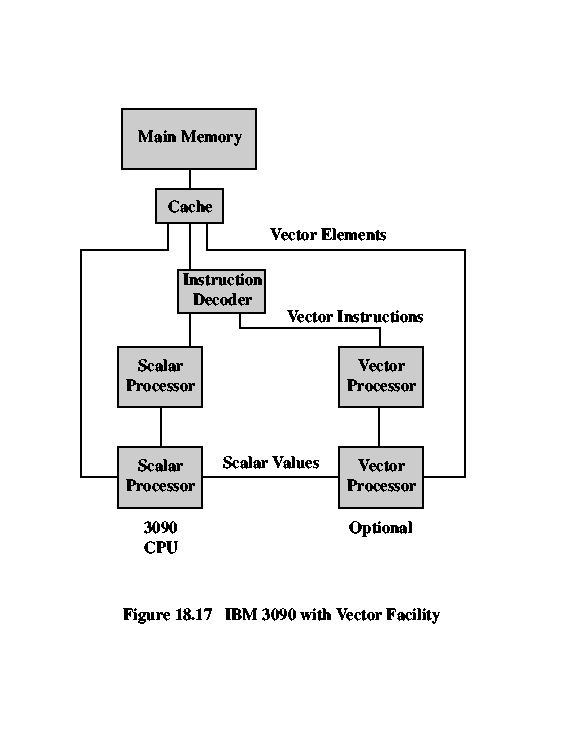 Main Memory
Cache
Vector Elements
Instruction
Decoder
Vector Instructions
Scalar
Processor
Vector
Processor
Scalar
Processor
Scalar Values
Vector
Processor
3090
CPU
Optional
Figure 18.17 IBM 3090 with Vector Facility